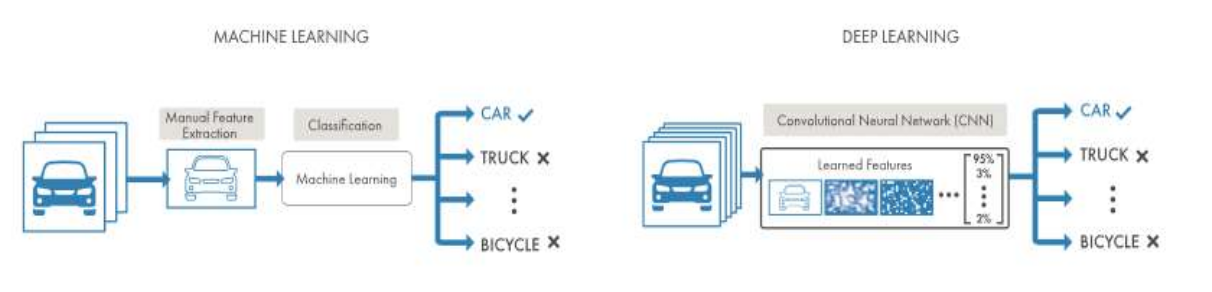 MACHINE LEARNING
Manual Feature
Extraction
Classification
Machine Learning
CAR
TRUCK
BICYCLE
DEEP LEARNING
Convolutional Neural Network (CNN)
Learned Features
95%
3%
2%
CAR
TRUCK
BICYCLE